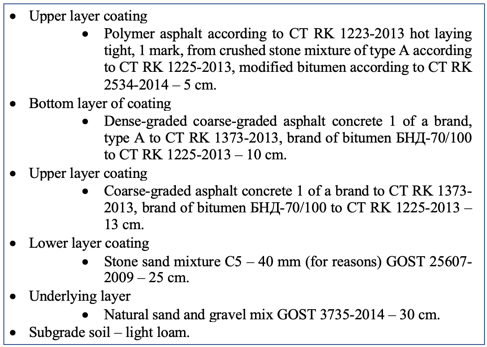 • Upper layer coating
• Polymer asphalt according to CT RK 1223-2013 hot laying
tight, 1 mark, from crushed stone mixture of type A according
to CT RK 1225-2013, modified bitumen according to CT RK
2534-2014 – 5 cm.
• Bottom layer of coating
• Dense-graded coarse-graded asphalt concrete 1 of a brand,
type A to CT RK 1373-2013, brand of bitumen БНД-70/100
to CT RK 1225-2013 – 10 cm.
• Upper layer coating
• Coarse-graded asphalt concrete 1 of a brand to CT RK 1373-
2013, brand of bitumen БНД-70/100 to CT RK 1225-2013 –
13 cm.
• Lower layer coating
• Stone sand mixture C5 – 40 mm (for reasons) GOST 25607-
2009 – 25 cm.
• Underlying layer
• Natural sand and gravel mix GOST 3735-2014 – 30 cm.
• Subgrade soil – light loam.